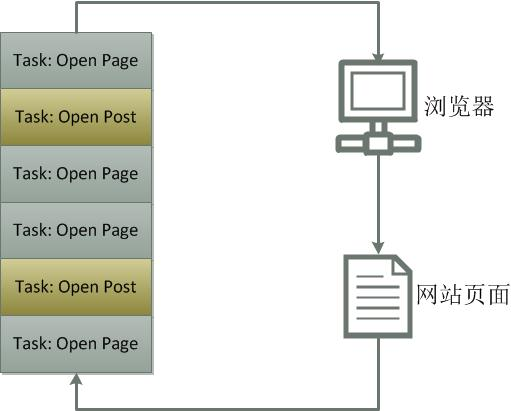 Task: Open Page
Task: Open Post
Task: Open Page
Task: Open Page
Task: Open Post
Task: Open Page
浏览器
网站页面